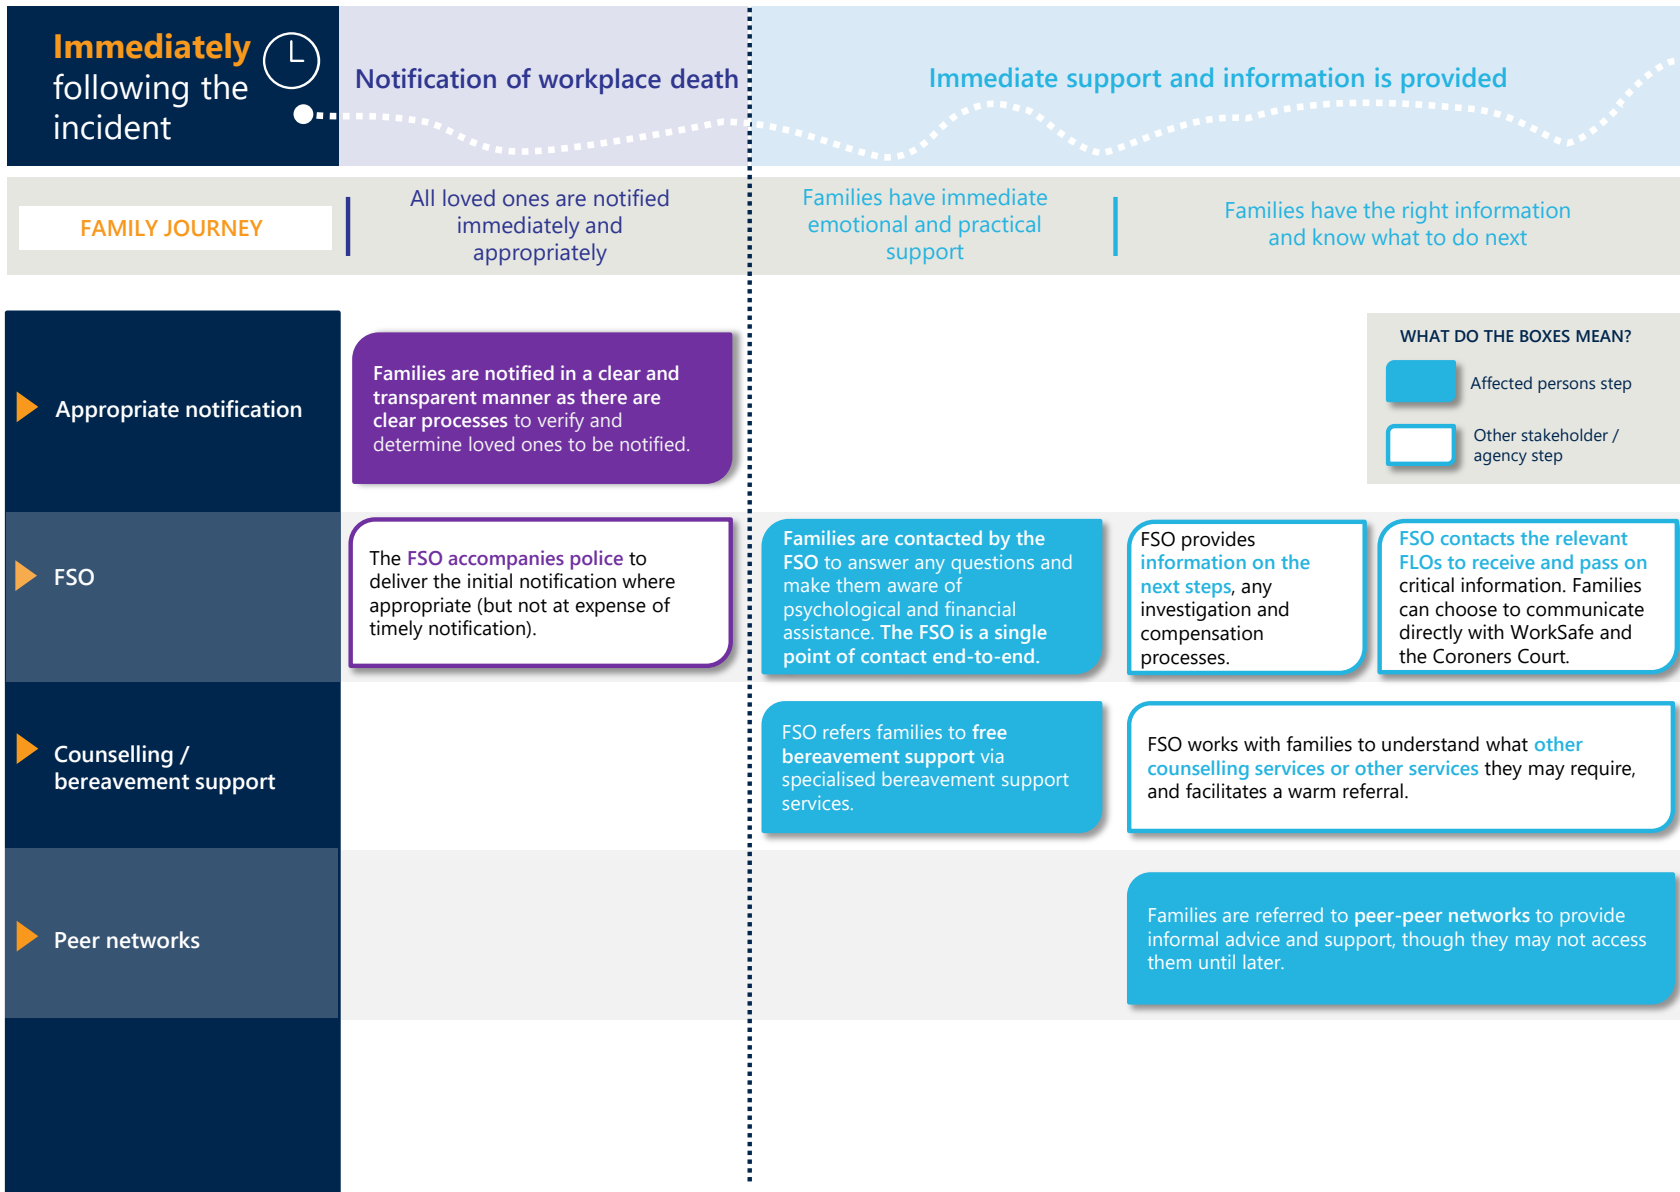 Immediately
following the
incident
Notification of workplace death
Immediate support and information is provided
FAMILY JOURNEY
All loved ones are notified
immediately and
appropriately
Families have immediate
emotional and practical
support
Families have the right information
and know what to do next
WHAT DO THE BOXES MEAN?
Affected persons step
Other stakeholder /
agency step
Appropriate notification
Families are notified in a clear and
transparent manner as there are
clear processes to verify and
determine loved ones to be notified.
FSO
The FSO accompanies police to
deliver the initial notification where
appropriate (but not at expense of
timely notification).
Families are contacted by the
FSO to answer any questions and
make them aware of
psychological and financial
assistance. The FSO is a single
point of contact end-to-end.
FSO provides
information on the
next steps, any
investigation and
compensation
processes.
FSO contacts the relevant
FLOs to receive and pass on
critical information. Families
can choose to communicate
directly with WorkSafe and
the Coroners Court.
Counselling /
bereavement support
FSO refers families to free
bereavement support via
specialised bereavement support
services.
FSO works with families to understand what other
counselling services or other services they may require,
and facilitates a warm referral.
Peer networks
Families are referred to peer-peer networks to provide
informal advice and support, though they may not access
them until later.